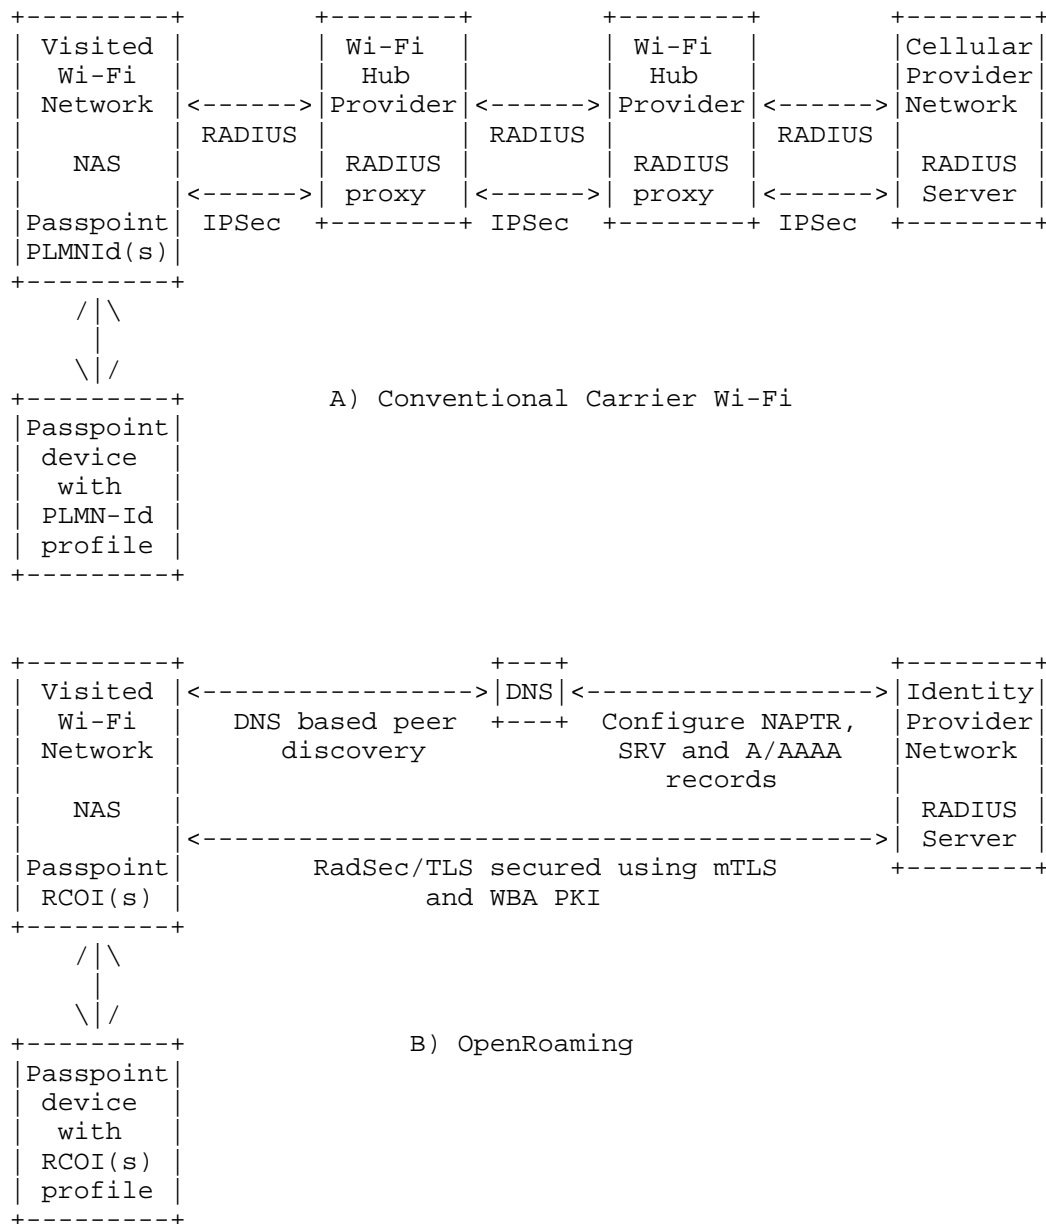 +---------+         +--------+         +--------+         +--------+
| Visited |         | Wi-Fi  |         | Wi-Fi  |         |Cellular|
|  Wi-Fi  |         |  Hub   |         |  Hub   |         |Provider|
| Network |<------>|Provider|<------>|Provider|<------>|Network |
|         | RADIUS |        | RADIUS |        | RADIUS |        |
|   NAS   |         | RADIUS |         | RADIUS |         | RADIUS |
|         |<------>| proxy  |<------>| proxy  |<------>| Server |
|Passpoint| IPSec  +--------+ IPSec  +--------+ IPSec  +--------+
|PLMNId(s)|
+---------+
    /|\
     |
    \|/
+---------+          A) Conventional Carrier Wi-Fi
|Passpoint|
| device  |
|  with   |
| PLMN-Id |
| profile |
+---------+
+---------+                    +---+                    +--------+
| Visited |<----------------->|DNS|<------------------>|Identity|
|  Wi-Fi  |   DNS based peer  +---+  Configure NAPTR,  |Provider|
| Network |      discovery            SRV and A/AAAA   |Network |
|         |                              records       |        |
|   NAS   |                                            | RADIUS |
|         |<------------------------------------------>| Server |
|Passpoint|        RadSec/TLS secured using mTLS       +--------+
| RCOI(s) |               and WBA PKI
+---------+
    /|\
     |
    \|/
+---------+               B) OpenRoaming
|Passpoint|
| device  |
|  with   |
| RCOI(s) |
| profile |
+---------+